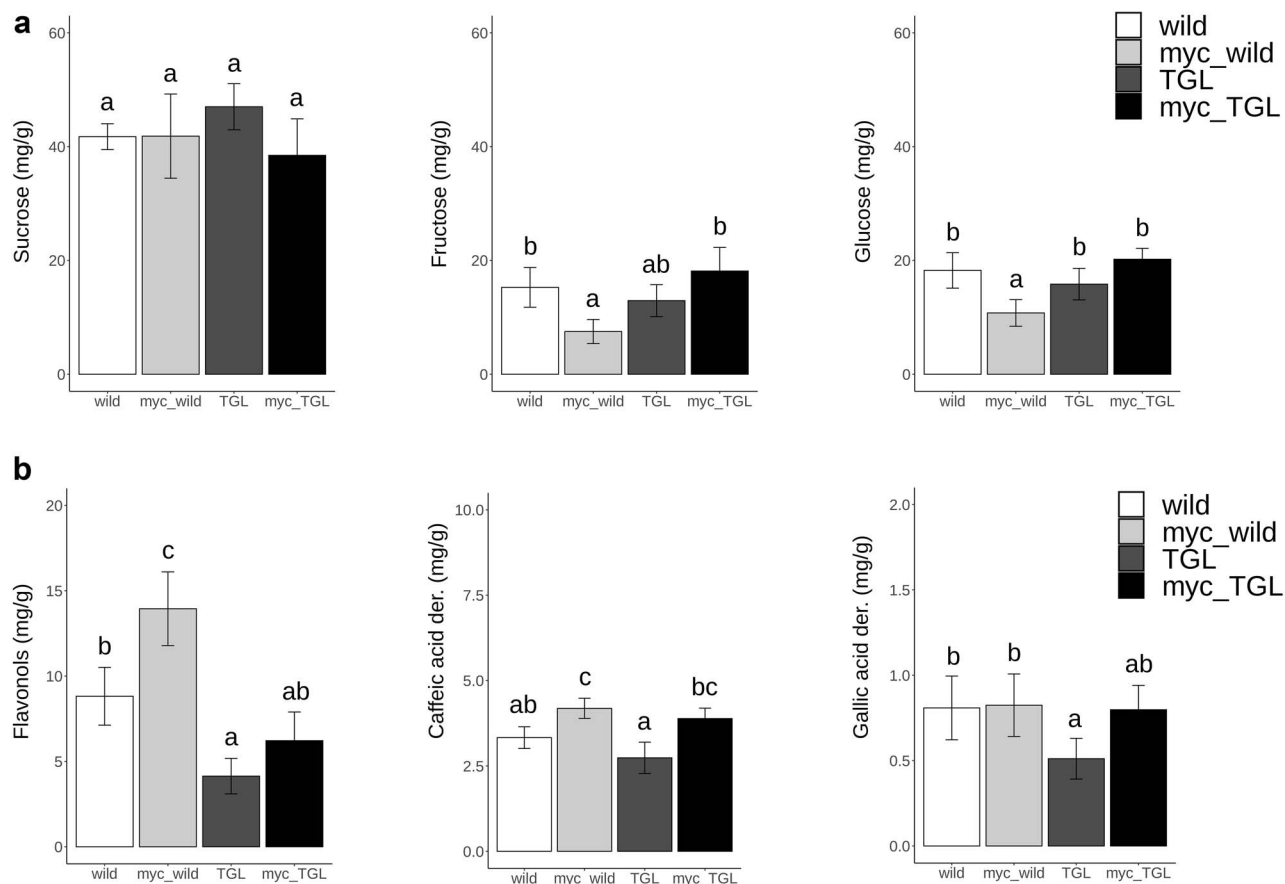 a
Sucrose (mg/g)
60
40
20
0
a
a
a
a
wild
myc_wild
TGL
myc_TGL
Fructose (mg/g)
60
40
20
0
b
a
ab
b
wild
myc_wild
TGL
myc_TGL
Glucose (mg/g)
60
40
20
0
b
a
b
b
wild
myc_wild
TGL
myc_TGL
wild
myc_wild
TGL
myc_TGL
b
Flavonols (mg/g)
20
15
10
5
0
b
c
a
ab
wild
myc_wild
TGL
myc_TGL
Caffeic acid der. (mg/g)
10.0
7.5
5.0
2.5
0.0
ab
c
a
bc
wild
myc_wild
TGL
myc_TGL
Gallic acid der. (mg/g)
2.0
1.5
1.0
0.5
0.0
b
b
a
ab
wild
myc_wild
TGL
myc_TGL
wild
myc_wild
TGL
myc_TGL